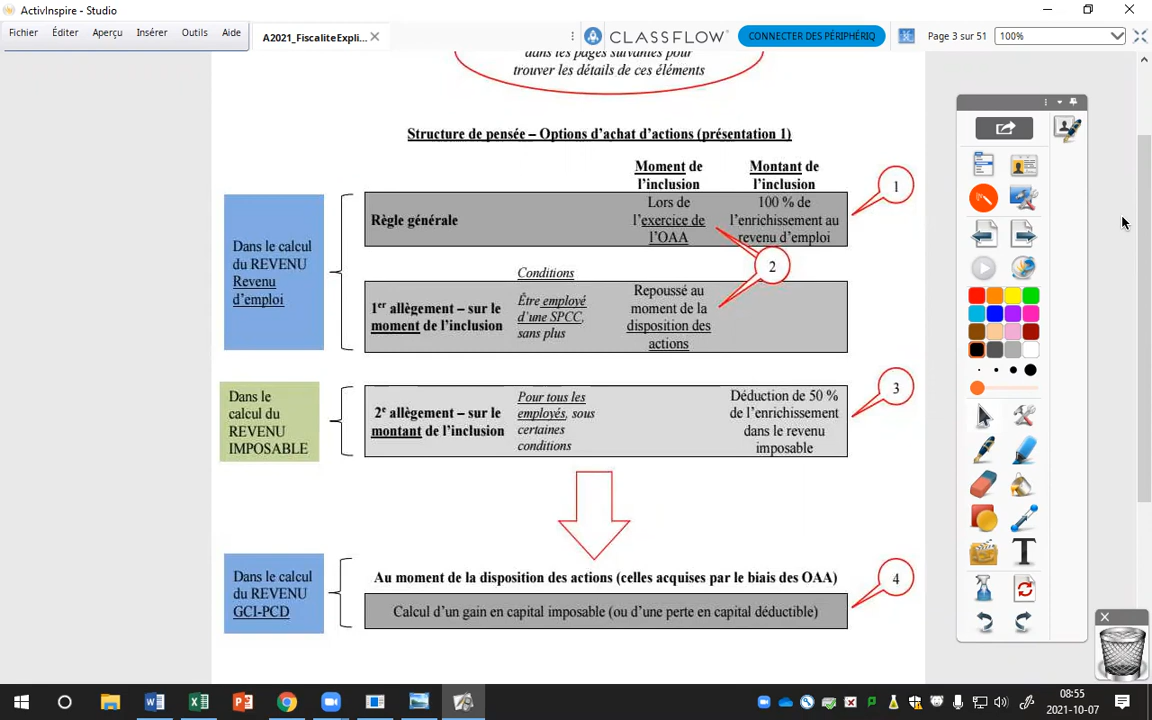 ActivInspire - Studio
Fichier Éditer Aperçu Insérer Outils Aide
A2021_FiscaliteExpli...
CLASSFLOW
CONNECTER DES PÉRIPHÉRIQ
Page 3 sur 51
100%
dans les pages suivantes pour
trouver les détails de ces éléments
Structure de pensée – Options d'achat d'actions (présentation 1)
Moment de
l'inclusion
Montant de
l'inclusion
1
Dans le calcul
du REVENU
Revenu
d'emploi
Règle générale
Lors de
l'exercice de
l'OAA
100 % de
l'enrichissement au
revenu d'emploi
2
Conditions
1er allègement – sur le
moment de l'inclusion
Être employé
d'une SPCC,
sans plus
Repoussé au
moment de la
disposition des
actions
3
Dans le
calcul du
REVENU
IMPOSABLE
2e allègement – sur le
montant de l'inclusion
Pour tous les
employés, sous
certaines
conditions
Déduction de 50 %
de l'enrichissement
dans le revenu
imposable
Dans le calcul
du REVENU
GCI-PCD
Au moment de la disposition des actions (celles acquises par le biais des OAA)
4
Calcul d'un gain en capital imposable (ou d'une perte en capital déductible)
08:55
2021-10-07